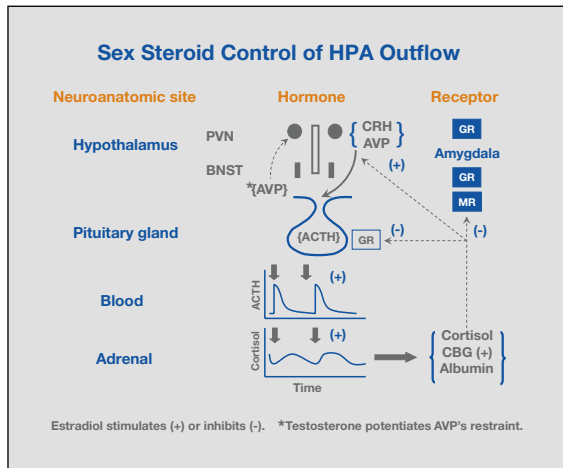 Sex Steroid Control of HPA Outflow
Neuroanatomic site Hormone Receptor
Hypothalamus
PVN
BNST
CRH
AVP
*{AVP}
(+)
GR
Amygdala
GR
MR
Pituitary gland
{ACTH}
GR
(-)
(-)
Blood
ACTH
(+)
Adrenal
Cortisol
(+)
Time
Cortisol
CBG (+)
Albumin
Estradiol stimulates (+) or inhibits (-). *Testosterone potentiates AVP's restraint.